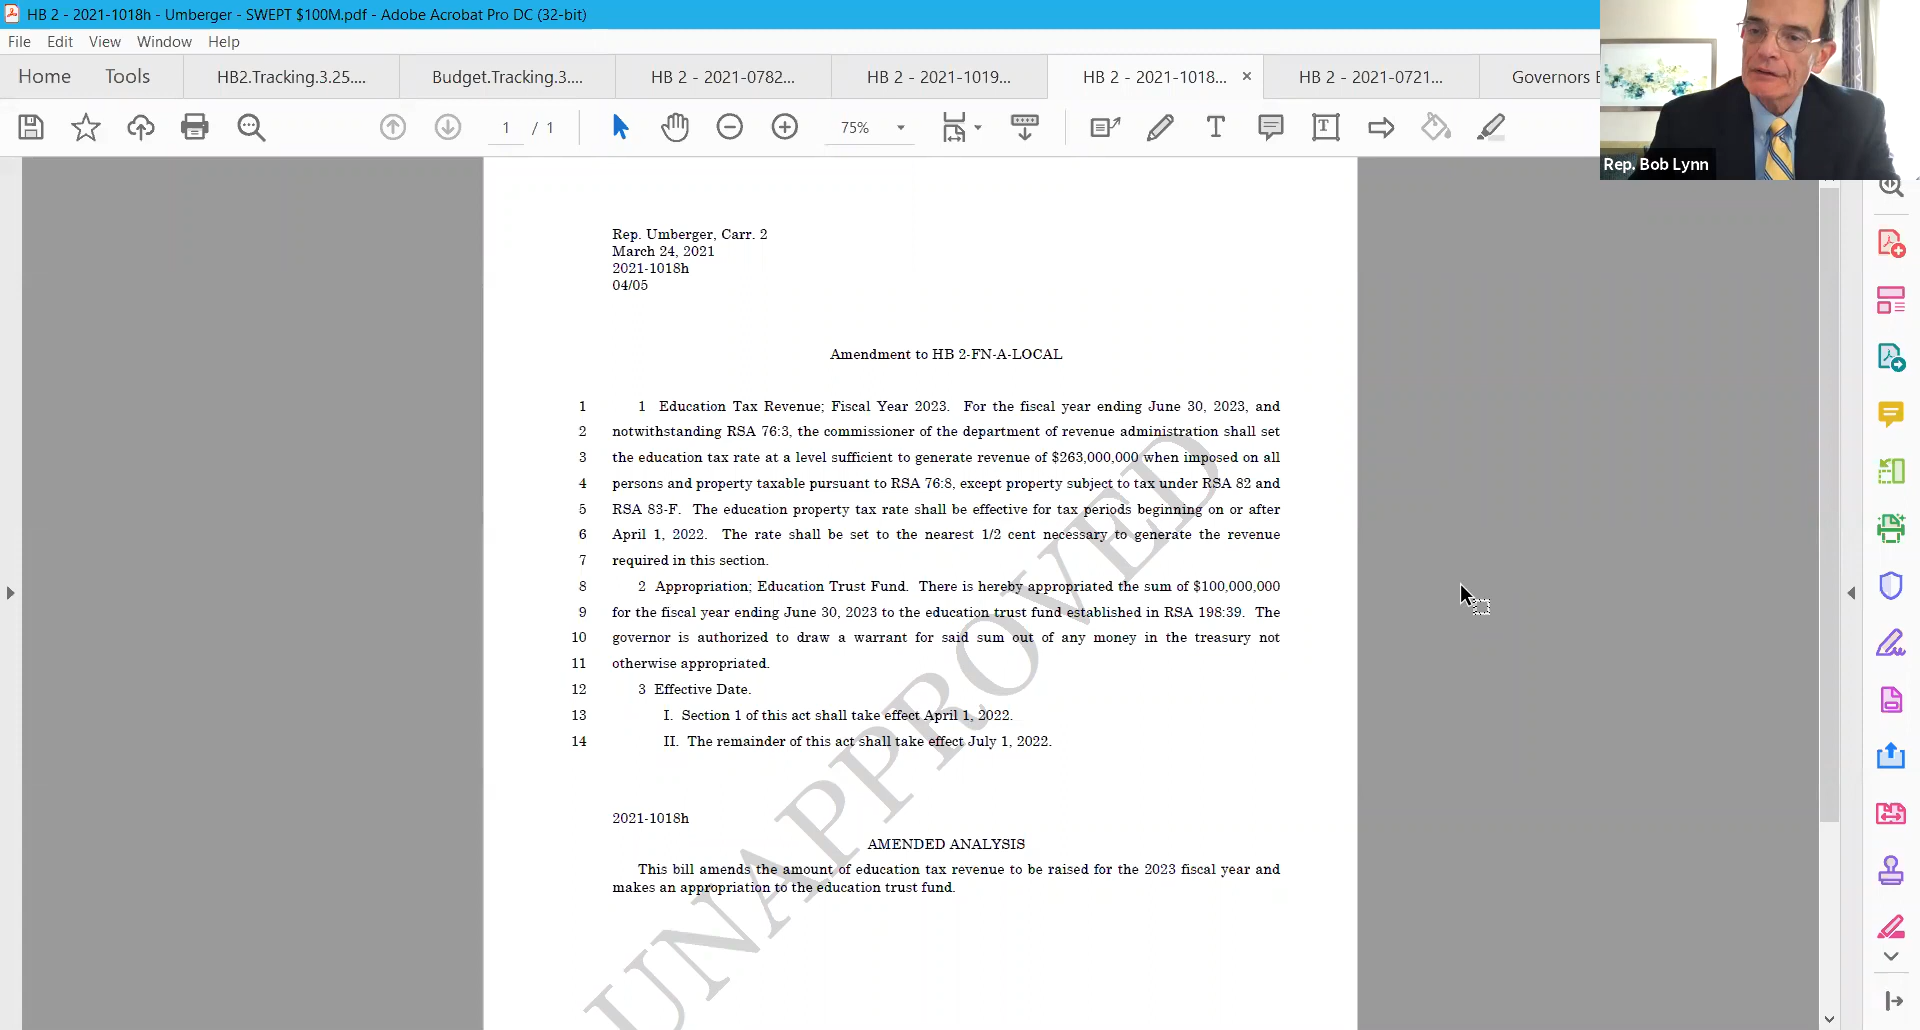 HB 2 - 2021-1018h - Umberger - SWEPT $100M.pdf - Adobe Acrobat Pro DC (32-bit)
File Edit View Window Help
Home Tools HB2.Tracking.3.25.... Budget.Tracking.3.... HB 2 - 2021-0782... HB 2 - 2021-1019... HB 2 - 2021-1018... × HB 2 - 2021-0721... Governors
1 / 1 75%
Rep. Bob Lynn
Rep. Umberger, Carr. 2
March 24, 2021
2021-1018h
04/05
Amendment to HB 2-FN-A-LOCAL
1 1 Education Tax Revenue; Fiscal Year 2023. For the fiscal year ending June 30, 2023, and
2 notwithstanding RSA 76:3, the commissioner of the department of revenue administration shall set
3 the education tax rate at a level sufficient to generate revenue of $263,000,000 when imposed on all
4 persons and property taxable pursuant to RSA 76:8, except property subject to tax under RSA 82 and
5 RSA 83-F. The education property tax rate shall be effective for tax periods beginning on or after
6 April 1, 2022. The rate shall be set to the nearest 1/2 cent necessary to generate the revenue
7 required in this section.
8 2 Appropriation; Education Trust Fund. There is hereby appropriated the sum of $100,000,000
9 for the fiscal year ending June 30, 2023 to the education trust fund established in RSA 198:39. The
10 governor is authorized to draw a warrant for said sum out of any money in the treasury not
11 otherwise appropriated.
12 3 Effective Date.
13 I. Section 1 of this act shall take effect April 1, 2022.
14 II. The remainder of this act shall take effect July 1, 2022.
2021-1018h
AMENDED ANALYSIS
This bill amends the amount of education tax revenue to be raised for the 2023 fiscal year and
makes an appropriation to the education trust fund.
UNAPPROVED